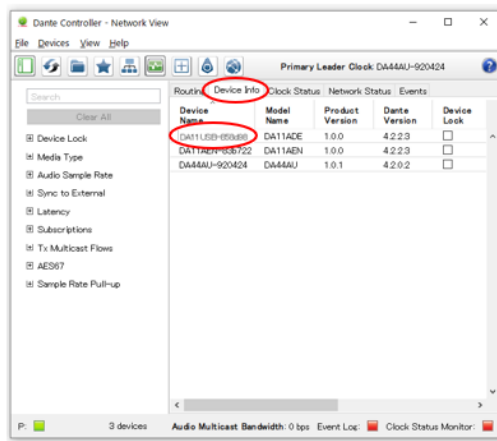 Dante Controller - Network View
File Devices View Help
Primary Leader Clock: DA44AU-920424
Search
Clear All
Device Lock
Media Type
Audio Sample Rate
Sync to External
Latency
Subscriptions
Tx Multicast Flows
AES67
Sample Rate Pull-up
Routing Device Info Clock Status Network Status Events
Device Name Model Name Product Version Dante Version Device Lock
DA11ADE 1.0.0 4.2.2.3
DA11AEN-83b722 DA11AEN 1.0.0 4.2.2.3
DA44AU-920424 DA44AU 1.0.1 4.2.0.2
P: 3 devices Audio Multicast Bandwidth: 0 bps Event Log: Clock Status Monitor: